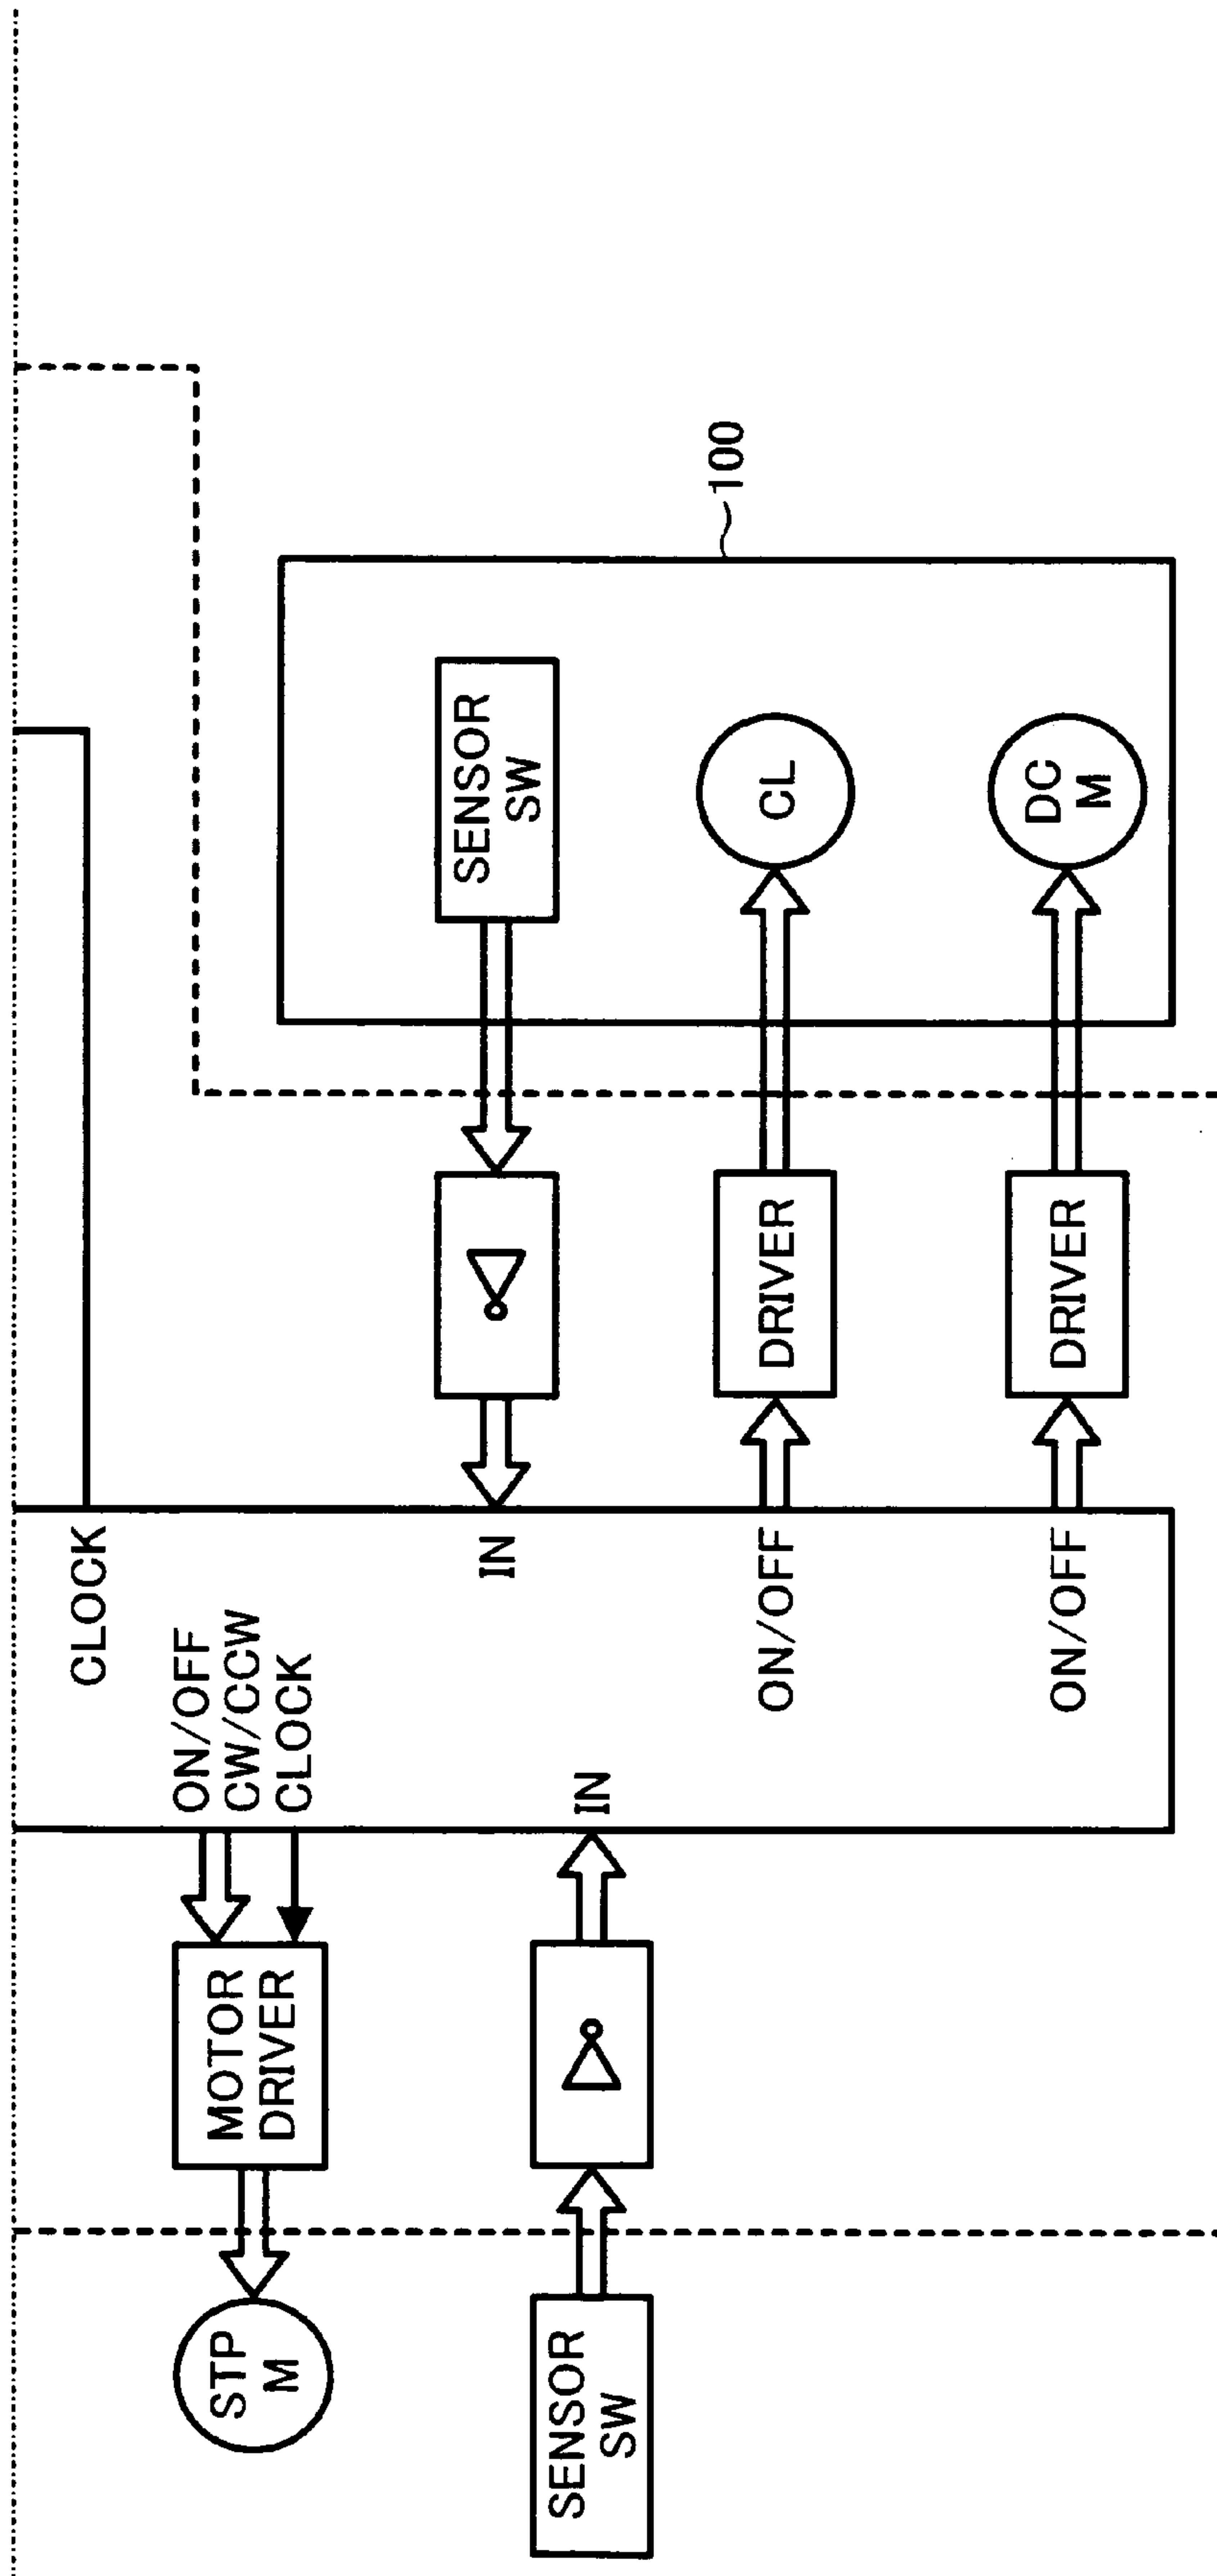 CLOCK
STP
M
MOTOR
DRIVER
ON/OFF
CW/CCW
CLOCK
IN
SENSOR
SW
SENSOR
SW
IN
100
ON/OFF
DRIVER
CL
ON/OFF
DRIVER
DC
M